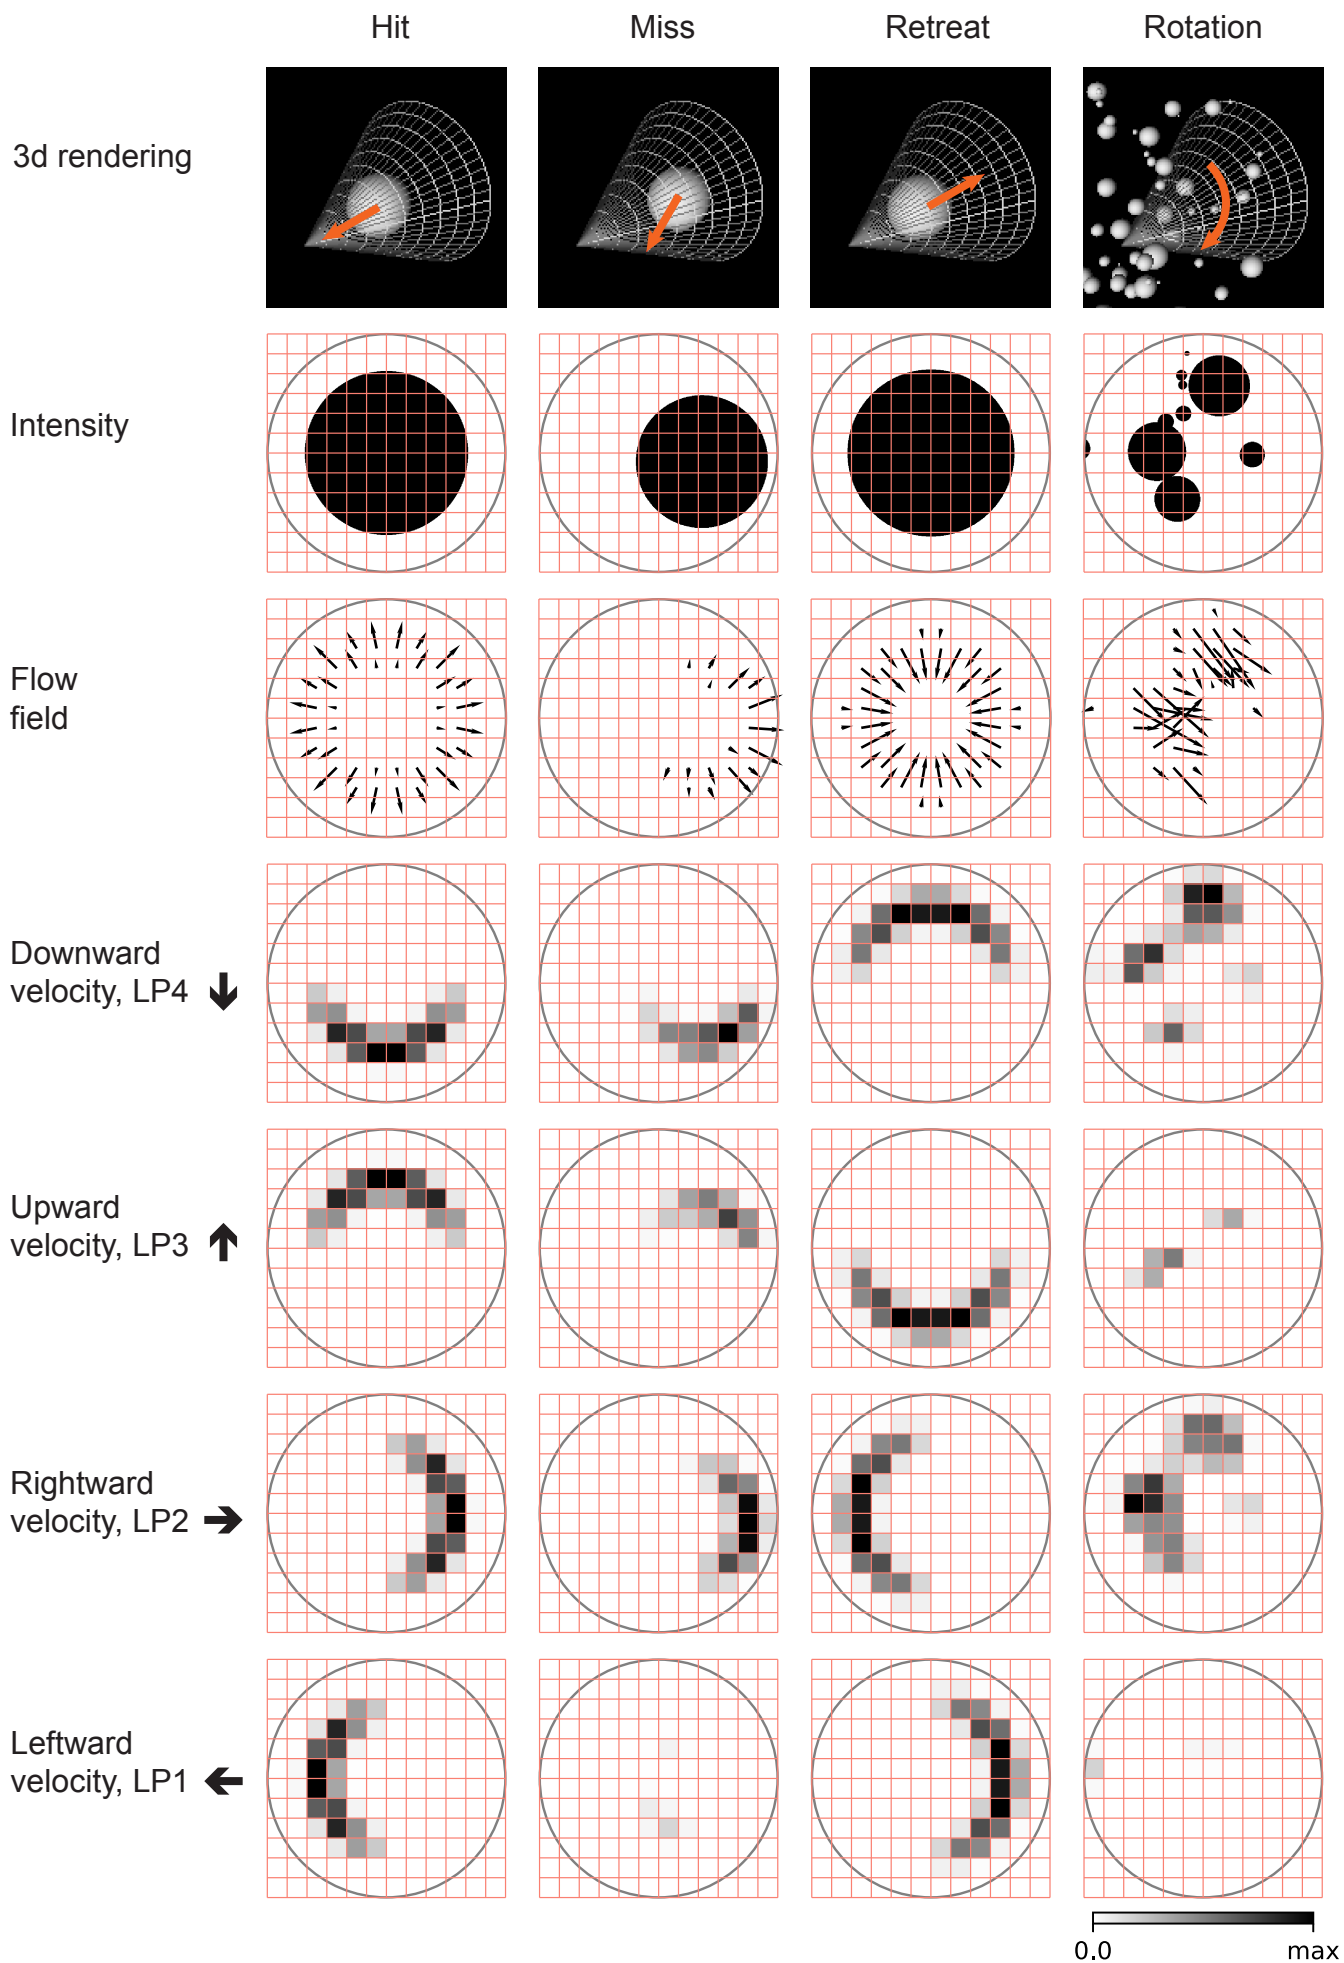 Hit Miss Retreat Rotation
3d rendering
Intensity
Flow
field
Downward
velocity, LP4
Upward
velocity, LP3
Rightward
velocity, LP2
Leftward
velocity, LP1
0.0 max